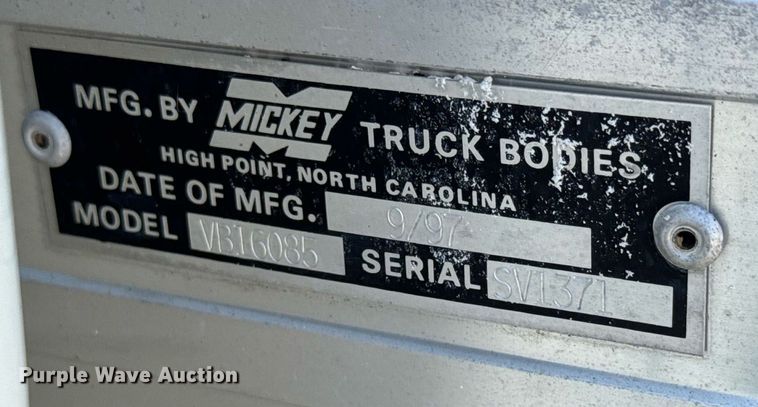 MFG. BY MICKEY TRUCK BODIES
HIGH POINT, NORTH CAROLINA
DATE OF MFG. 9/97
MODEL VBI6085 SERIAL SV1371
Purple Wave Auction